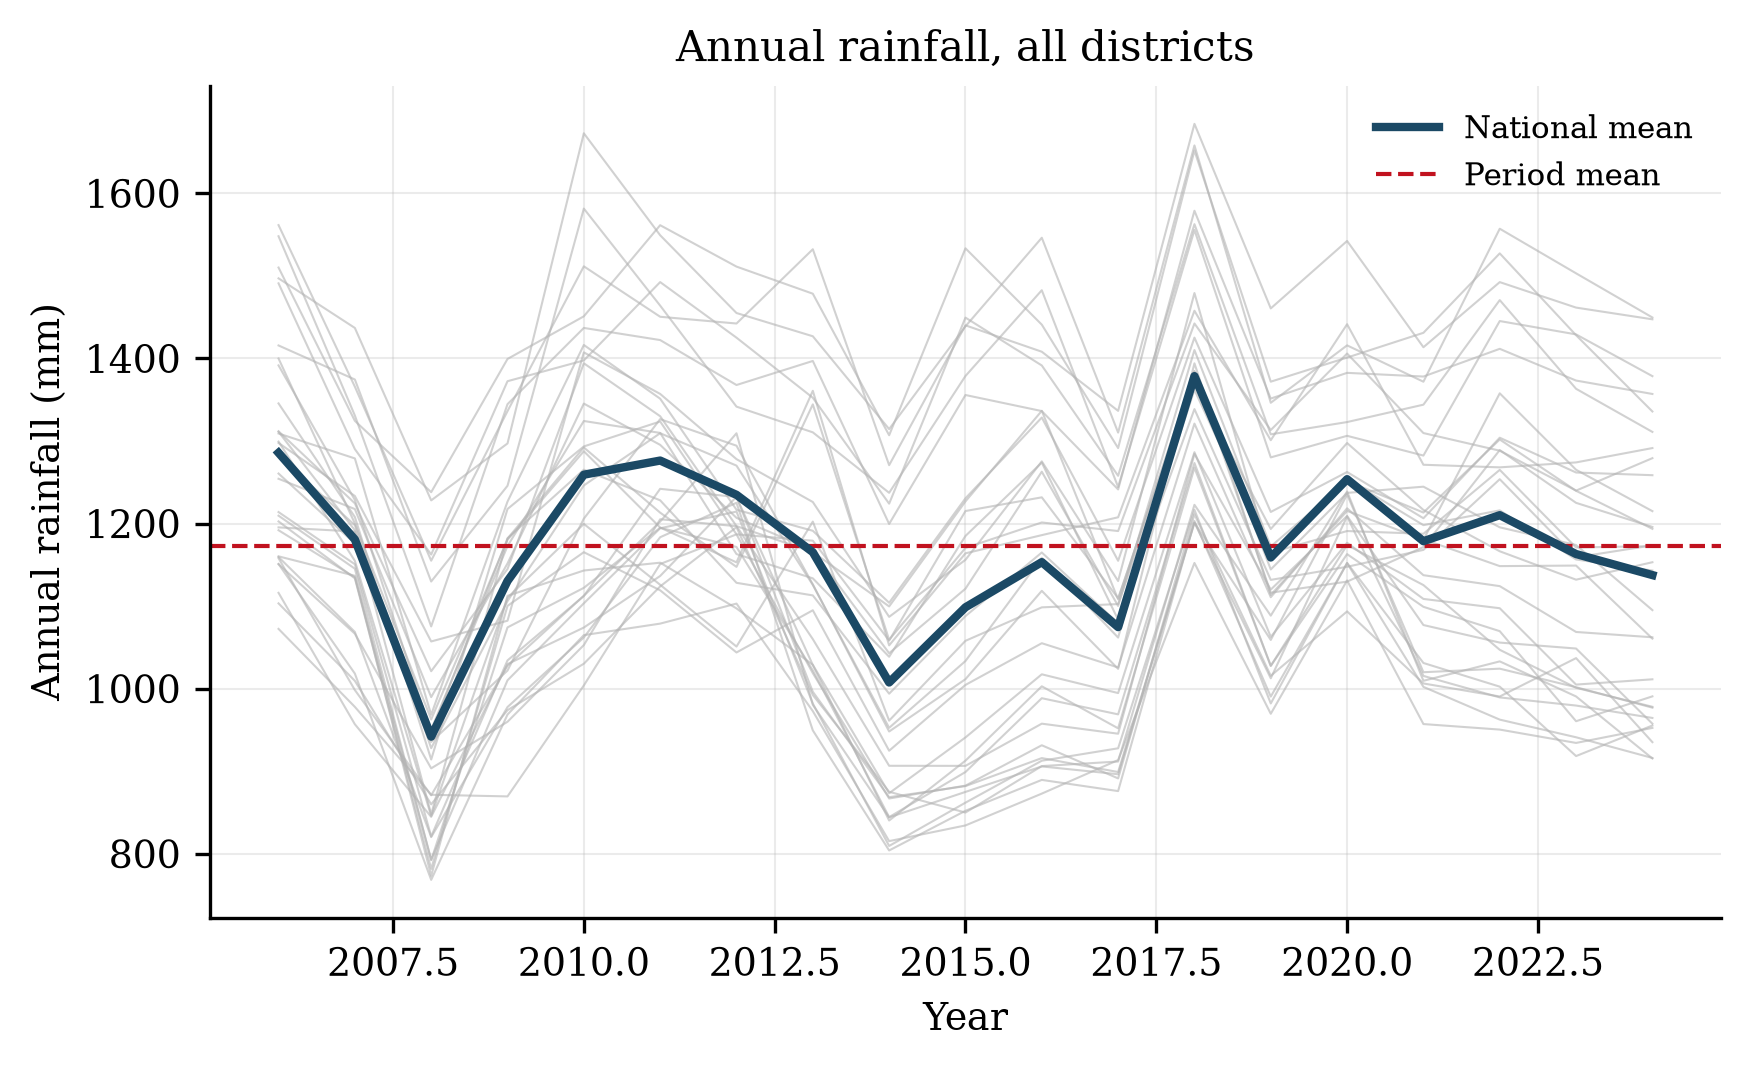 Annual rainfall, all districts
National mean
Period mean
Annual rainfall (mm)
1600
1400
1200
1000
800
2007.5 2010.0 2012.5 2015.0 2017.5 2020.0 2022.5
Year